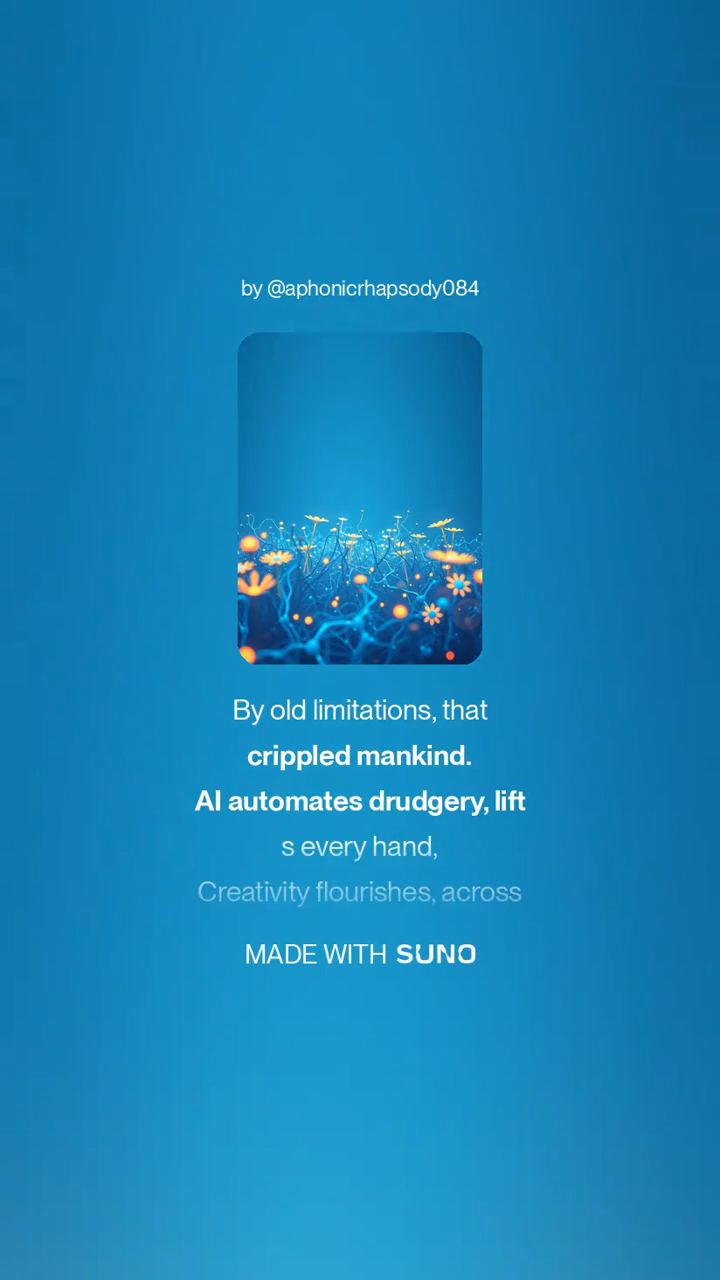 by @aphonicrhapsody084
By old limitations, that
crippled mankind.
AI automates drudgery, lift
s every hand,
Creativity flourishes, across
MADE WITH SUNO